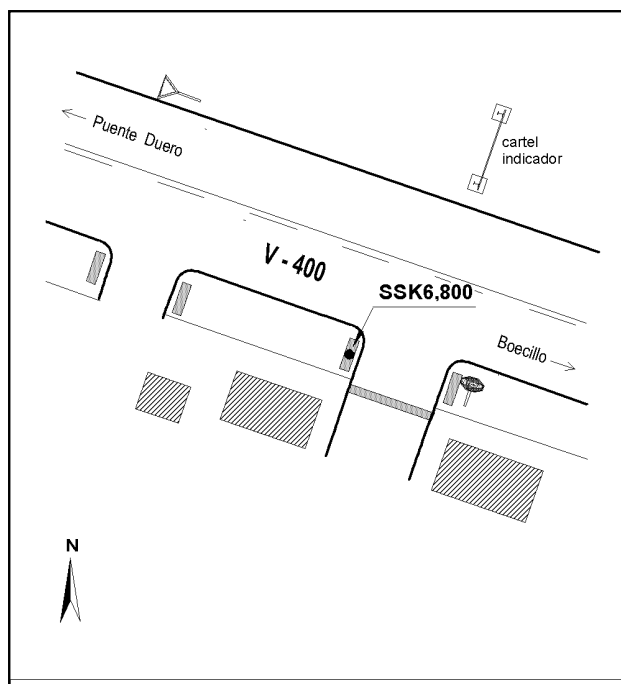 Puente Duero
cartel
indicador
V - 400
SSK6,800
Boecillo
N